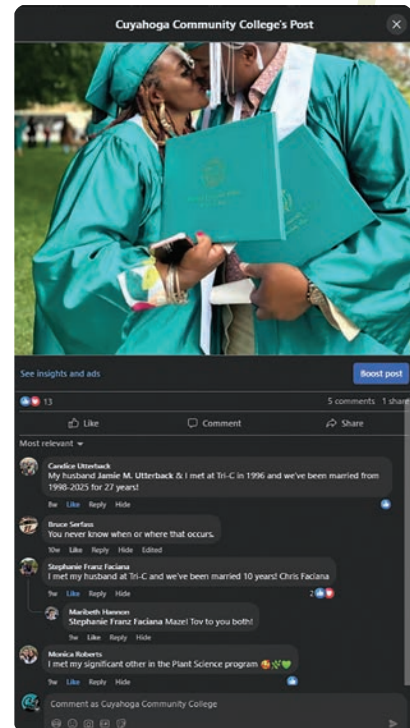 Cuyahoga Community College's Post
See insights and ads
Boost post
13
5 comments 1 share
Like
Comment
Share
Most relevant
Candice Utterback
My husband Jamie M. Utterback & I met at Tri-C in 1996 and we've been married from
1998-2025 for 27 years!
8w Like Reply Hide
Bruce Serfass
You never know when or where that occurs.
10w Like Reply Hide Edited
Stephanie Franz Faciana
I met my husband at Tri-C and we've been married 10 years! Chris Faciana
9w Like Reply Hide
2
Maribeth Hannon
Stephanie Franz Faciana Mazel Tov to you both!
9w Like Reply Hide
Monica Roberts
I met my significant other in the Plant Science program 🥰🌿💚
9w Like Reply Hide
Comment as Cuyahoga Community College